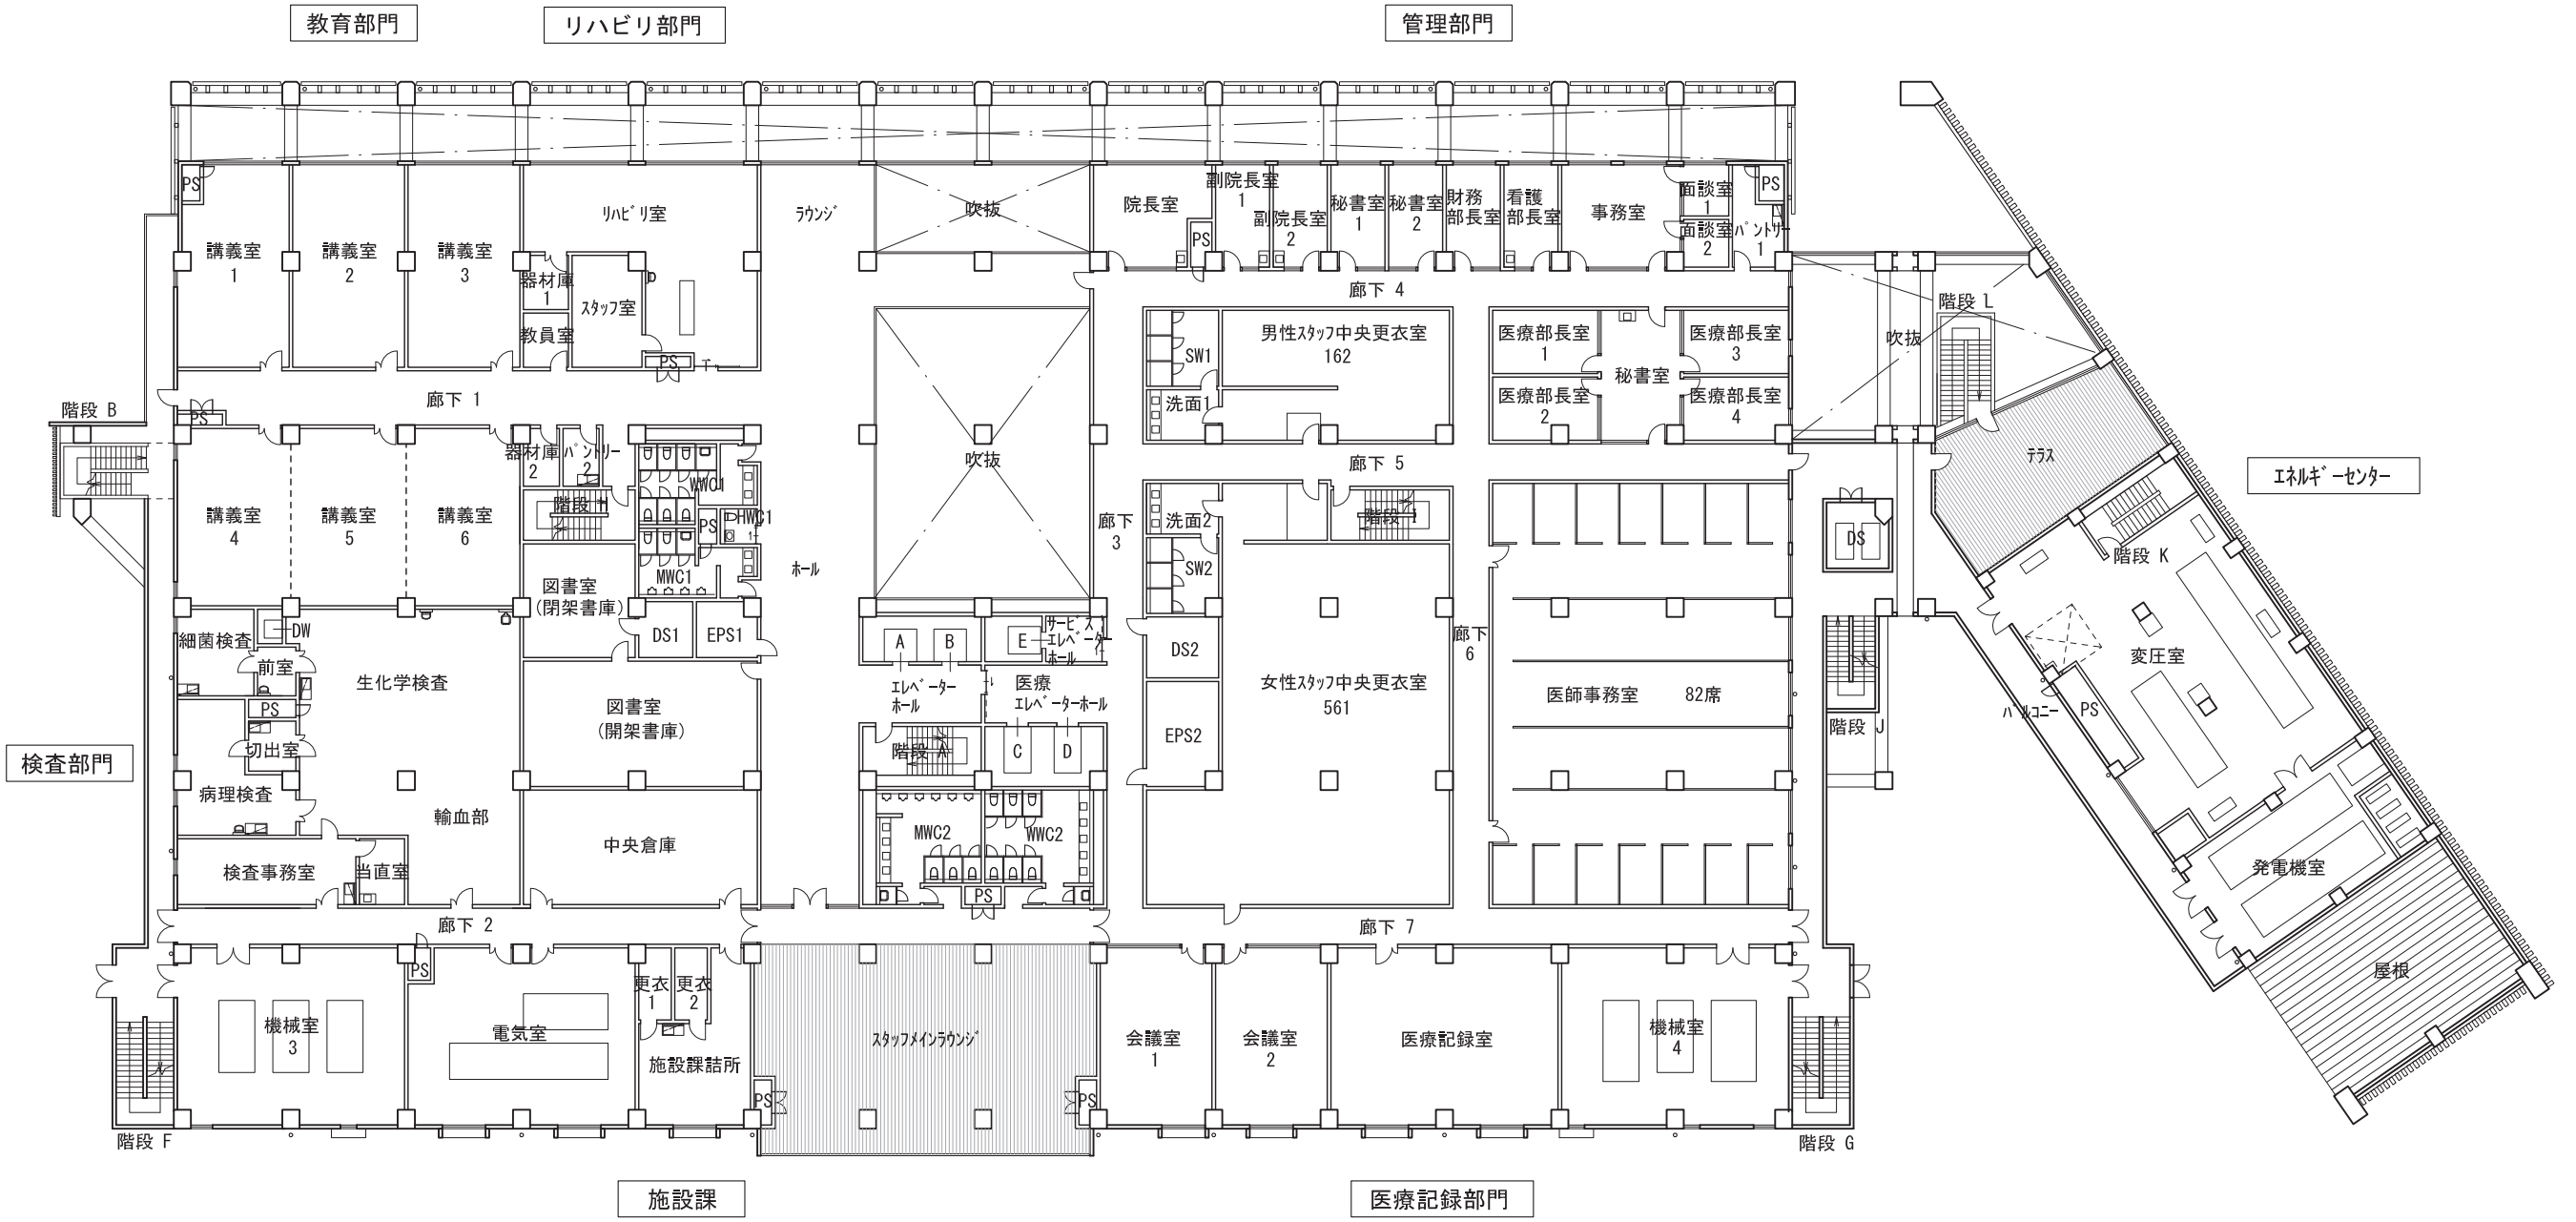 教育部門
リハビリ部門
管理部門
PS
講義室
1
講義室
2
講義室
3
リハビリ室
器材庫
1
スタッフ室
教員室
PS
ラウンジ
吹抜
院長室
PS
副院長室
1
副院長室
2
秘書室
1
秘書室
2
財務
部長室
看護
部長室
事務室
面談室
1
面談室
2
パントリー
1
PS
廊下 4
階段 L
吹抜
廊下 1
階段 B
PS
SW1
洗面1
男性スタッフ中央更衣室
162
医療部長室
1
医療部長室
2
秘書室
医療部長室
3
医療部長室
4
テラス
エネルギーセンター
講義室
4
講義室
5
講義室
6
器材庫
2
パントリー
2
階段 H
WWC1
PS
HWC1
MWC1
図書室
(閉架書庫)
DS1
EPS1
ホール
吹抜
廊下
3
廊下 5
洗面2
SW2
階段 I
DS
階段 K
細菌検査
DW
前室
生化学検査
PS
切出室
病理検査
輸血部
検査部門
検査事務室
当直室
図書室
(開架書庫)
中央倉庫
A
B
E
サービス
エレベーター
ホール
エレベーター
ホール
医療
エレベーターホール
階段 A
C
D
MWC2
WWC2
PS
DS2
EPS2
女性スタッフ中央更衣室
561
廊下
6
医師事務室 82席
階段 J
変圧室
バルコニー
PS
発電機室
屋根
廊下 2
廊下 7
機械室
3
PS
電気室
更衣
1
更衣
2
施設課詰所
PS
スタッフメインラウンジ
PS
会議室
1
会議室
2
医療記録室
機械室
4
階段 F
階段 G
施設課
医療記録部門